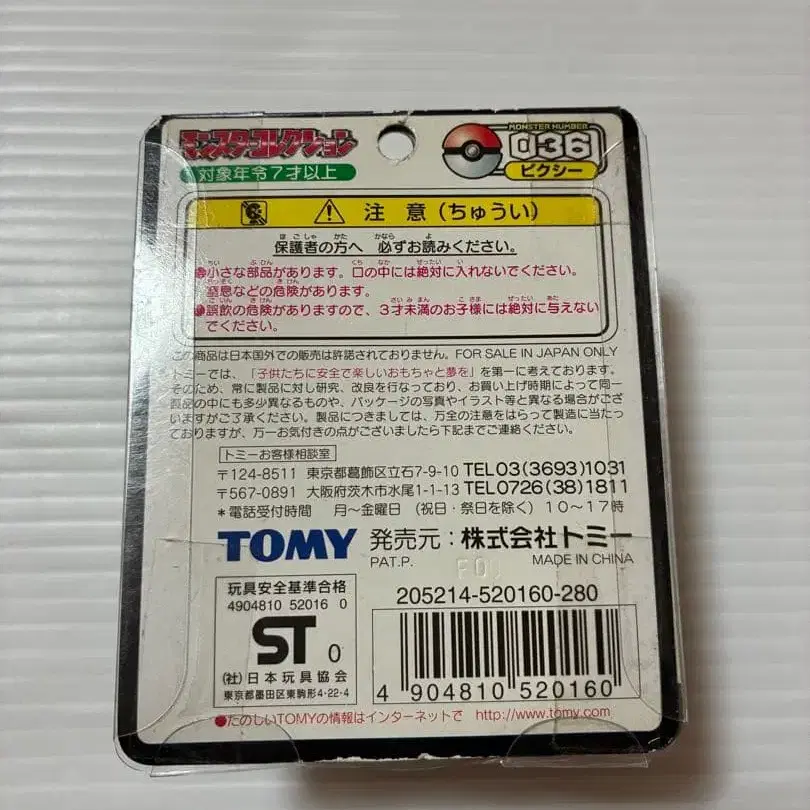 モンスターコレクション
対象年令7才以上
MONSTER NUMBER
036
ピクシー
注 意（ちゅうい）
保護者の方へ 必ずお読みください。
●小さな部品があります。口の中には絶対に入れないでください。
窒息などの危険があります。
●誤飲の危険がありますので、3才未満のお子様には絶対に与えない
でください。
この商品は日本国外での販売は許諾されておりません。FOR SALE IN JAPAN ONLY
トミーでは、「子供たちに安全で楽しいおもちゃと夢を」を第一に考えております。
そのため、常に製品に対し研究、改良を行なっており、お買い上げ時期によって同一
製品の中にも多少異なるものや、パッケージの写真やイラスト等と異なる場合がござ
いますがご了承ください。製品につきましては、万全の注意をはらって製造に当たっ
ておりますが、万一お気付きの点がございましたら下記までご連絡ください。
トミーお客様相談室
〒124-8511 東京都葛飾区立石7-9-10 TEL03(3693)1031
〒567-0891 大阪府茨木市水尾1-1-13 TEL0726(38)1811
＊電話受付時間 月〜金曜日（祝日・祭日を除く）10〜17時
TOMY 発売元：株式会社トミー
PAT.P. MADE IN CHINA
玩具安全基準合格
4904810 52016 0
ST 0
(社)日本玩具協会
東京都墨田区東駒形4-22-4
205214-520160-280
4 904810 520160
●たのしいTOMYの情報はインターネットで http://www.tomy.com